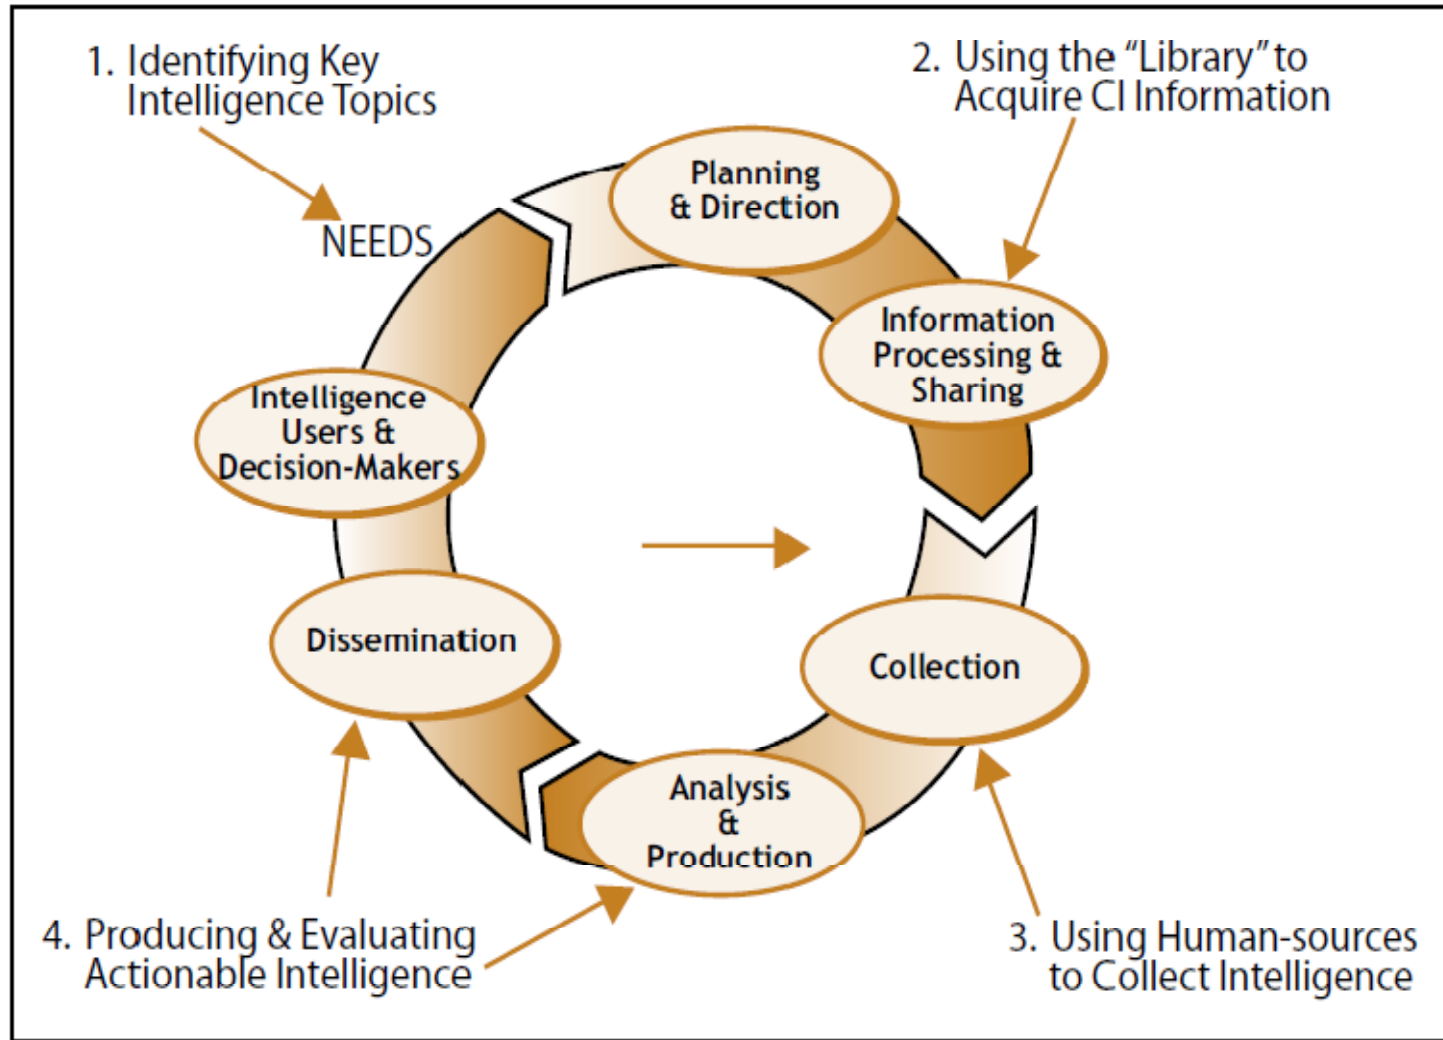 1. Identifying Key
Intelligence Topics
2. Using the “Library” to
Acquire CI Information
NEEDS
Planning
& Direction
Information
Processing &
Sharing
Intelligence
Users &
Decision-Makers
Dissemination
Collection
Analysis
&
Production
4. Producing & Evaluating
Actionable Intelligence
3. Using Human-sources
to Collect Intelligence